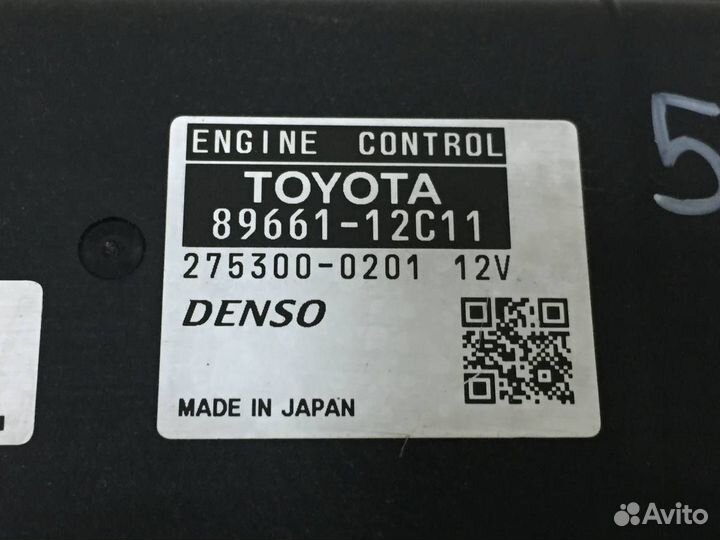 ENGINE CONTROL
TOYOTA
89661-12C11
275300-0201 12V
DENSO
MADE IN JAPAN
5
Avito